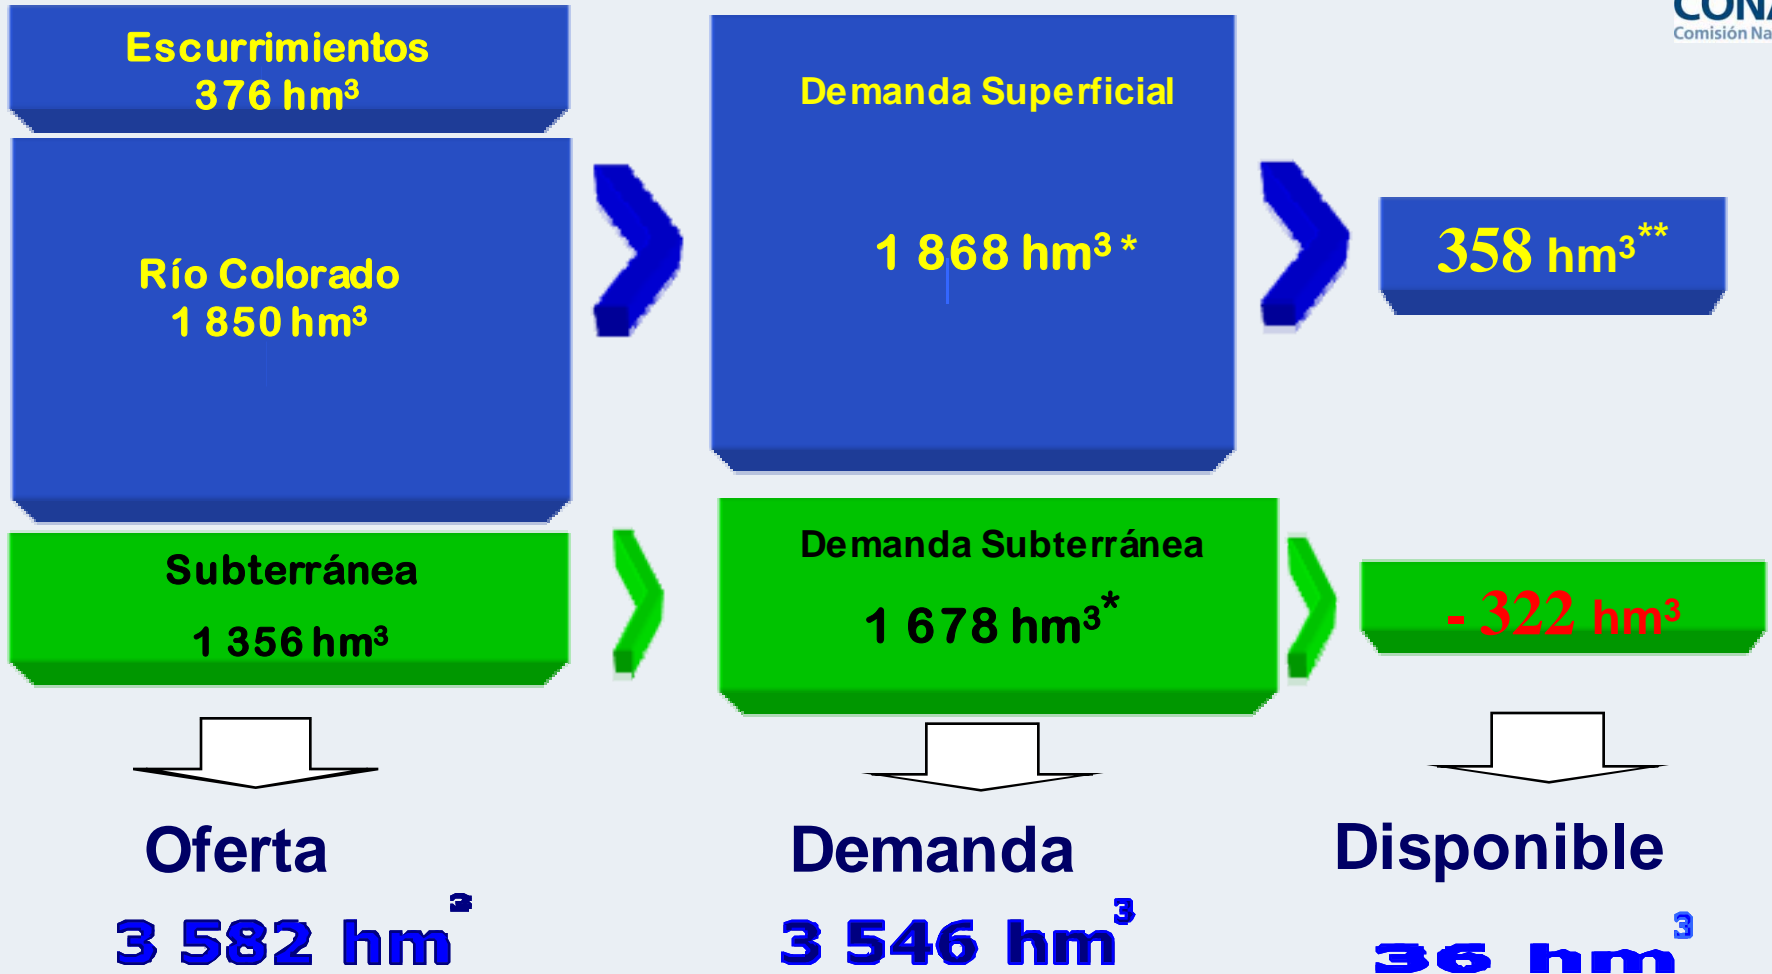 Escurrimientos
376 hm³
Río Colorado
1 850 hm³
Subterránea
1 356 hm³
Demanda Superficial
1 868 hm³ *
Demanda Subterránea
1 678 hm³*
358 hm³**
- 322 hm³
Oferta
3 582 hm³
Demanda
3 546 hm³
Disponible
36 hm³
Comisión